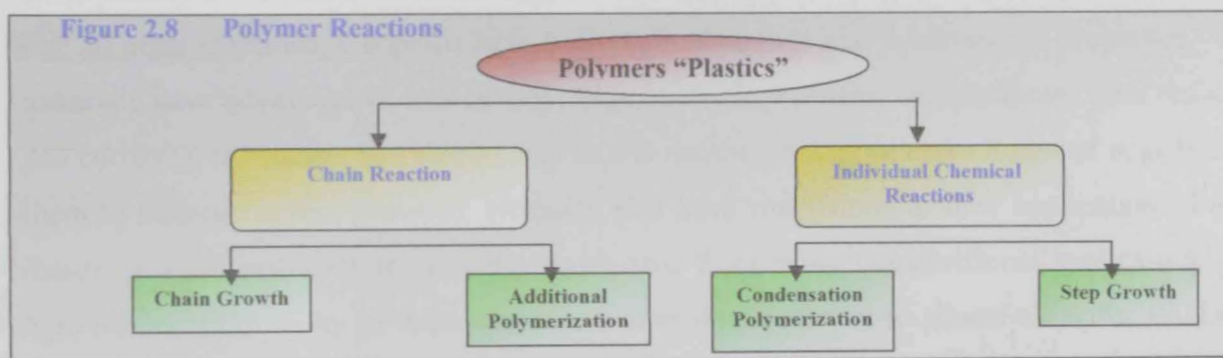 Figure 2.8 Polymer Reactions
Polymers “Plastics”
Chain Reaction
Individual Chemical
Reactions
Chain Growth
Additional
Polymerization
Condensation
Polymerization
Step Growth